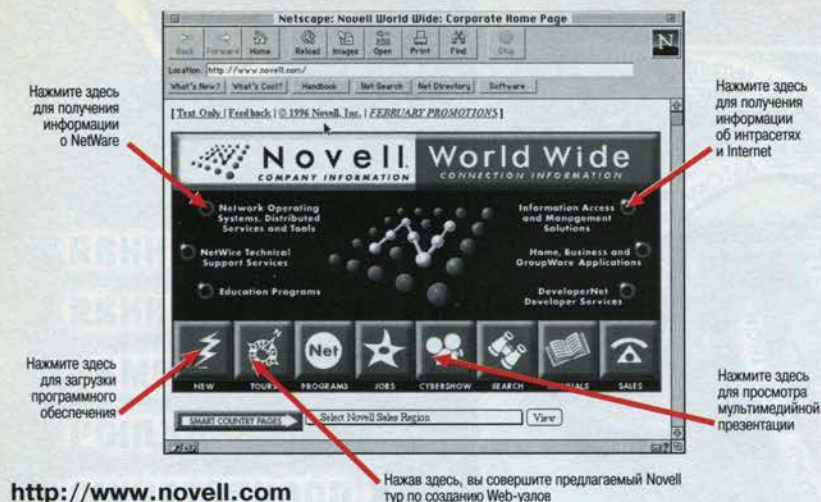 Netscape: Novell World Wide: Corporate Home Page
Back Forward Home Reload Images Open Print Find Stop
N
Location: http://www.novell.com/
What's New? What's Cool? Handbook Net Search Net Directory Software
[ Text Only | Feedback | © 1996 Novell, Inc. | FEBRUARY PROMOTIONS ]
Novell World Wide
COMPANY INFORMATION CONNECTION INFORMATION
Network Operating
Systems, Distributed
Services and Tools
Information Access
and Management
Solutions
NetWire Technical
Support Services
Home, Business and
GroupWare Applications
Education Programs
DeveloperNet
Developer Services
Net
NEW TOURS PROGRAMS JOBS CYBERSHOW SEARCH MANUALS SALES
SMART COUNTRY PAGES Select Novell Sales Region View
Нажмите здесь
для получения
информации
о NetWare
Нажмите здесь
для получения
информации
об интрасетях
и Internet
Нажмите здесь
для загрузки
программного
обеспечения
Нажмите здесь
для просмотра
мультимедийной
презентации
Нажав здесь, вы совершите предлагаемый Novell
тур по созданию Web-узлов
http://www.novell.com